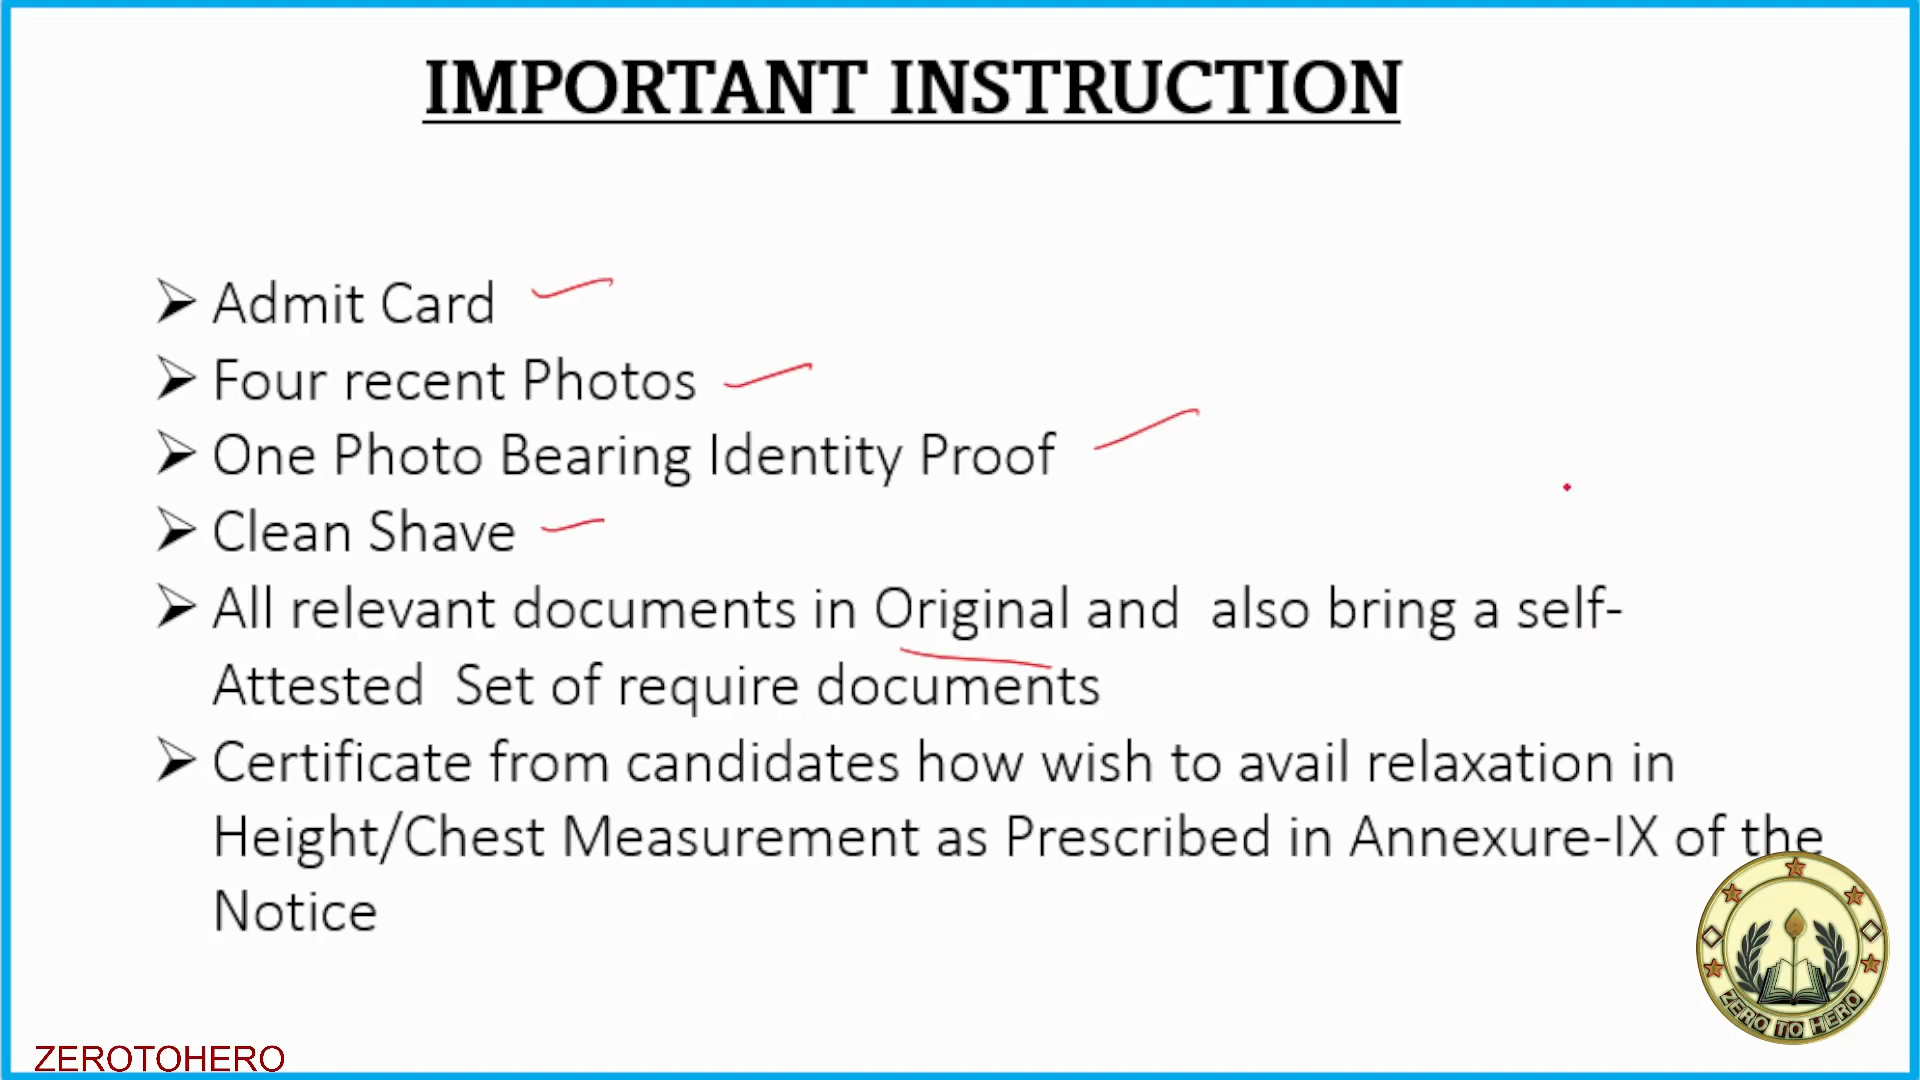 IMPORTANT INSTRUCTION
Admit Card
Four recent Photos
One Photo Bearing Identity Proof
Clean Shave
All relevant documents in Original and also bring a self-
Attested Set of require documents
Certificate from candidates how wish to avail relaxation in
Height/Chest Measurement as Prescribed in Annexure-IX of the
Notice
ZERO TO HERO
ZEROTOHERO